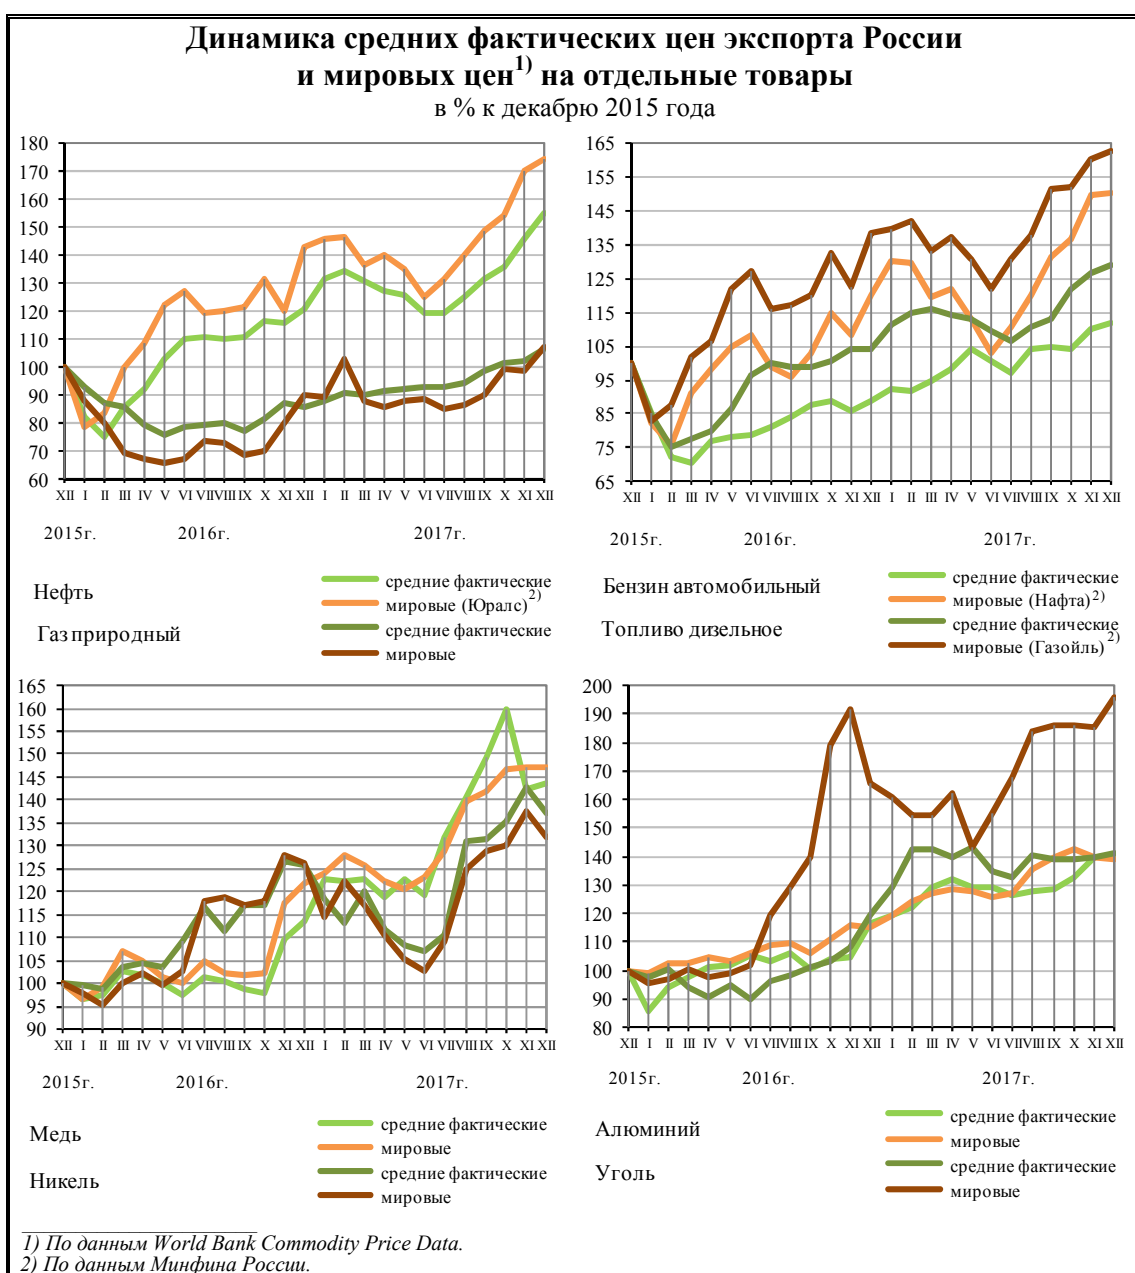 Динамика средних фактических цен экспорта России
и мировых цен1) на отдельные товары
в % к декабрю 2015 года
180
170
160
150
140
130
120
110
100
90
80
70
60
XII I II III IV V VI VII VIII IX X XI XII I II III IV V VI VII VIII IX X XI XII
2015г. 2016г. 2017г.
Нефть
средние фактические
мировые (Юралс)2)
Газ природный
средние фактические
мировые
165
155
145
135
125
115
105
95
85
75
65
XII I II III IV V VI VII VIII IX X XI XII I II III IV V VI VII VIII IX X XI XII
2015г. 2016г. 2017г.
Бензин автомобильный
средние фактические
мировые (Нафта)2)
Топливо дизельное
средние фактические
мировые (Газойль)2)
165
160
155
150
145
140
135
130
125
120
115
110
105
100
95
90
XII I II III IV V VI VII VIII IX X XI XII I II III IV V VI VII VIII IX X XI XII
2015г. 2016г. 2017г.
Медь
средние фактические
мировые
Никель
средние фактические
мировые
200
190
180
170
160
150
140
130
120
110
100
90
80
XII I II III IV V VI VII VIII IX X XI XII I II III IV V VI VII VIII IX X XI XII
2015г. 2016г. 2017г.
Алюминий
средние фактические
мировые
Уголь
средние фактические
мировые
1) По данным World Bank Commodity Price Data.
2) По данным Минфина России.